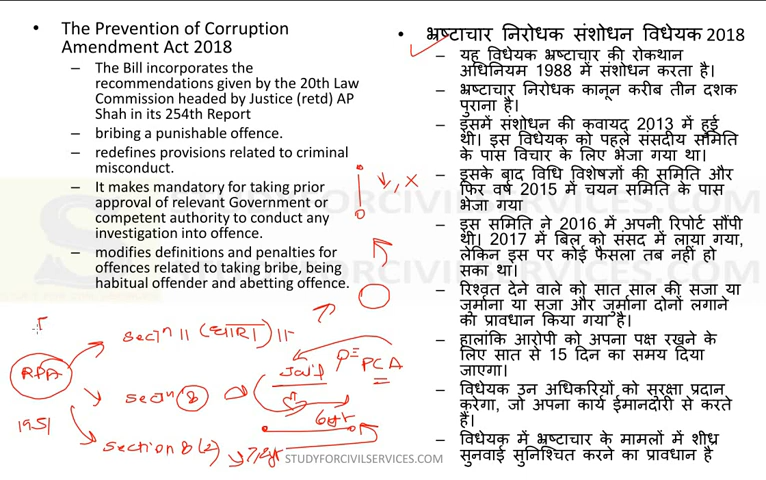 • The Prevention of Corruption
Amendment Act 2018
– The Bill incorporates the
recommendations given by the 20th Law
Commission headed by Justice (retd) AP
Shah in its 254th Report
– bribing a punishable offence.
– redefines provisions related to criminal
misconduct.
– It makes mandatory for taking prior
approval of relevant Government or
competent authority to conduct any
investigation into offence.
– modifies definitions and penalties for
offences related to taking bribe, being
habitual offender and abetting offence.
secⁿ 11 (धारा) 11
RPA
1951
secⁿ 8
Jail
PCA
6yr
section 8(2)
STUDYFORCIVILSERVICES.COM
• भ्रष्टाचार निरोधक संशोधन विधेयक 2018
– यह विधेयक भ्रष्टाचार की रोकथान
अधिनियम 1988 में संशोधन करता है।
– भ्रष्टाचार निरोधक कानून करीब तीन दशक
पुराना है।
– इसमें संशोधन की कवायद 2013 में हुई
थी। इस विधेयक को पहले संसदीय समिति
के पास विचार के लिए भेजा गया था।
– इसके बाद विधि विशेषज्ञों की समिति और
फिर वर्ष 2015 में चयन समिति के पास
भेजा गया
– इस समिति ने 2016 में अपनी रिपोर्ट सौंपी
थी। 2017 में बिल को संसद में लाया गया,
लेकिन इस पर कोई फैसला तब नहीं हो
सका था।
– रिश्वत देने वाले को सात साल की सजा या
जुर्माना या सजा और जुर्माना दोनों लगाने
का प्रावधान किया गया है।
– हालांकि आरोपी को अपना पक्ष रखने के
लिए सात से 15 दिन का समय दिया
जाएगा।
– विधेयक उन अधिकारियों को सुरक्षा प्रदान
करेगा, जो अपना कार्य ईमानदारी से करते
हैं।
– विधेयक में भ्रष्टाचार के मामलों में शीघ्र
सुनवाई सुनिश्चित करने का प्रावधान है